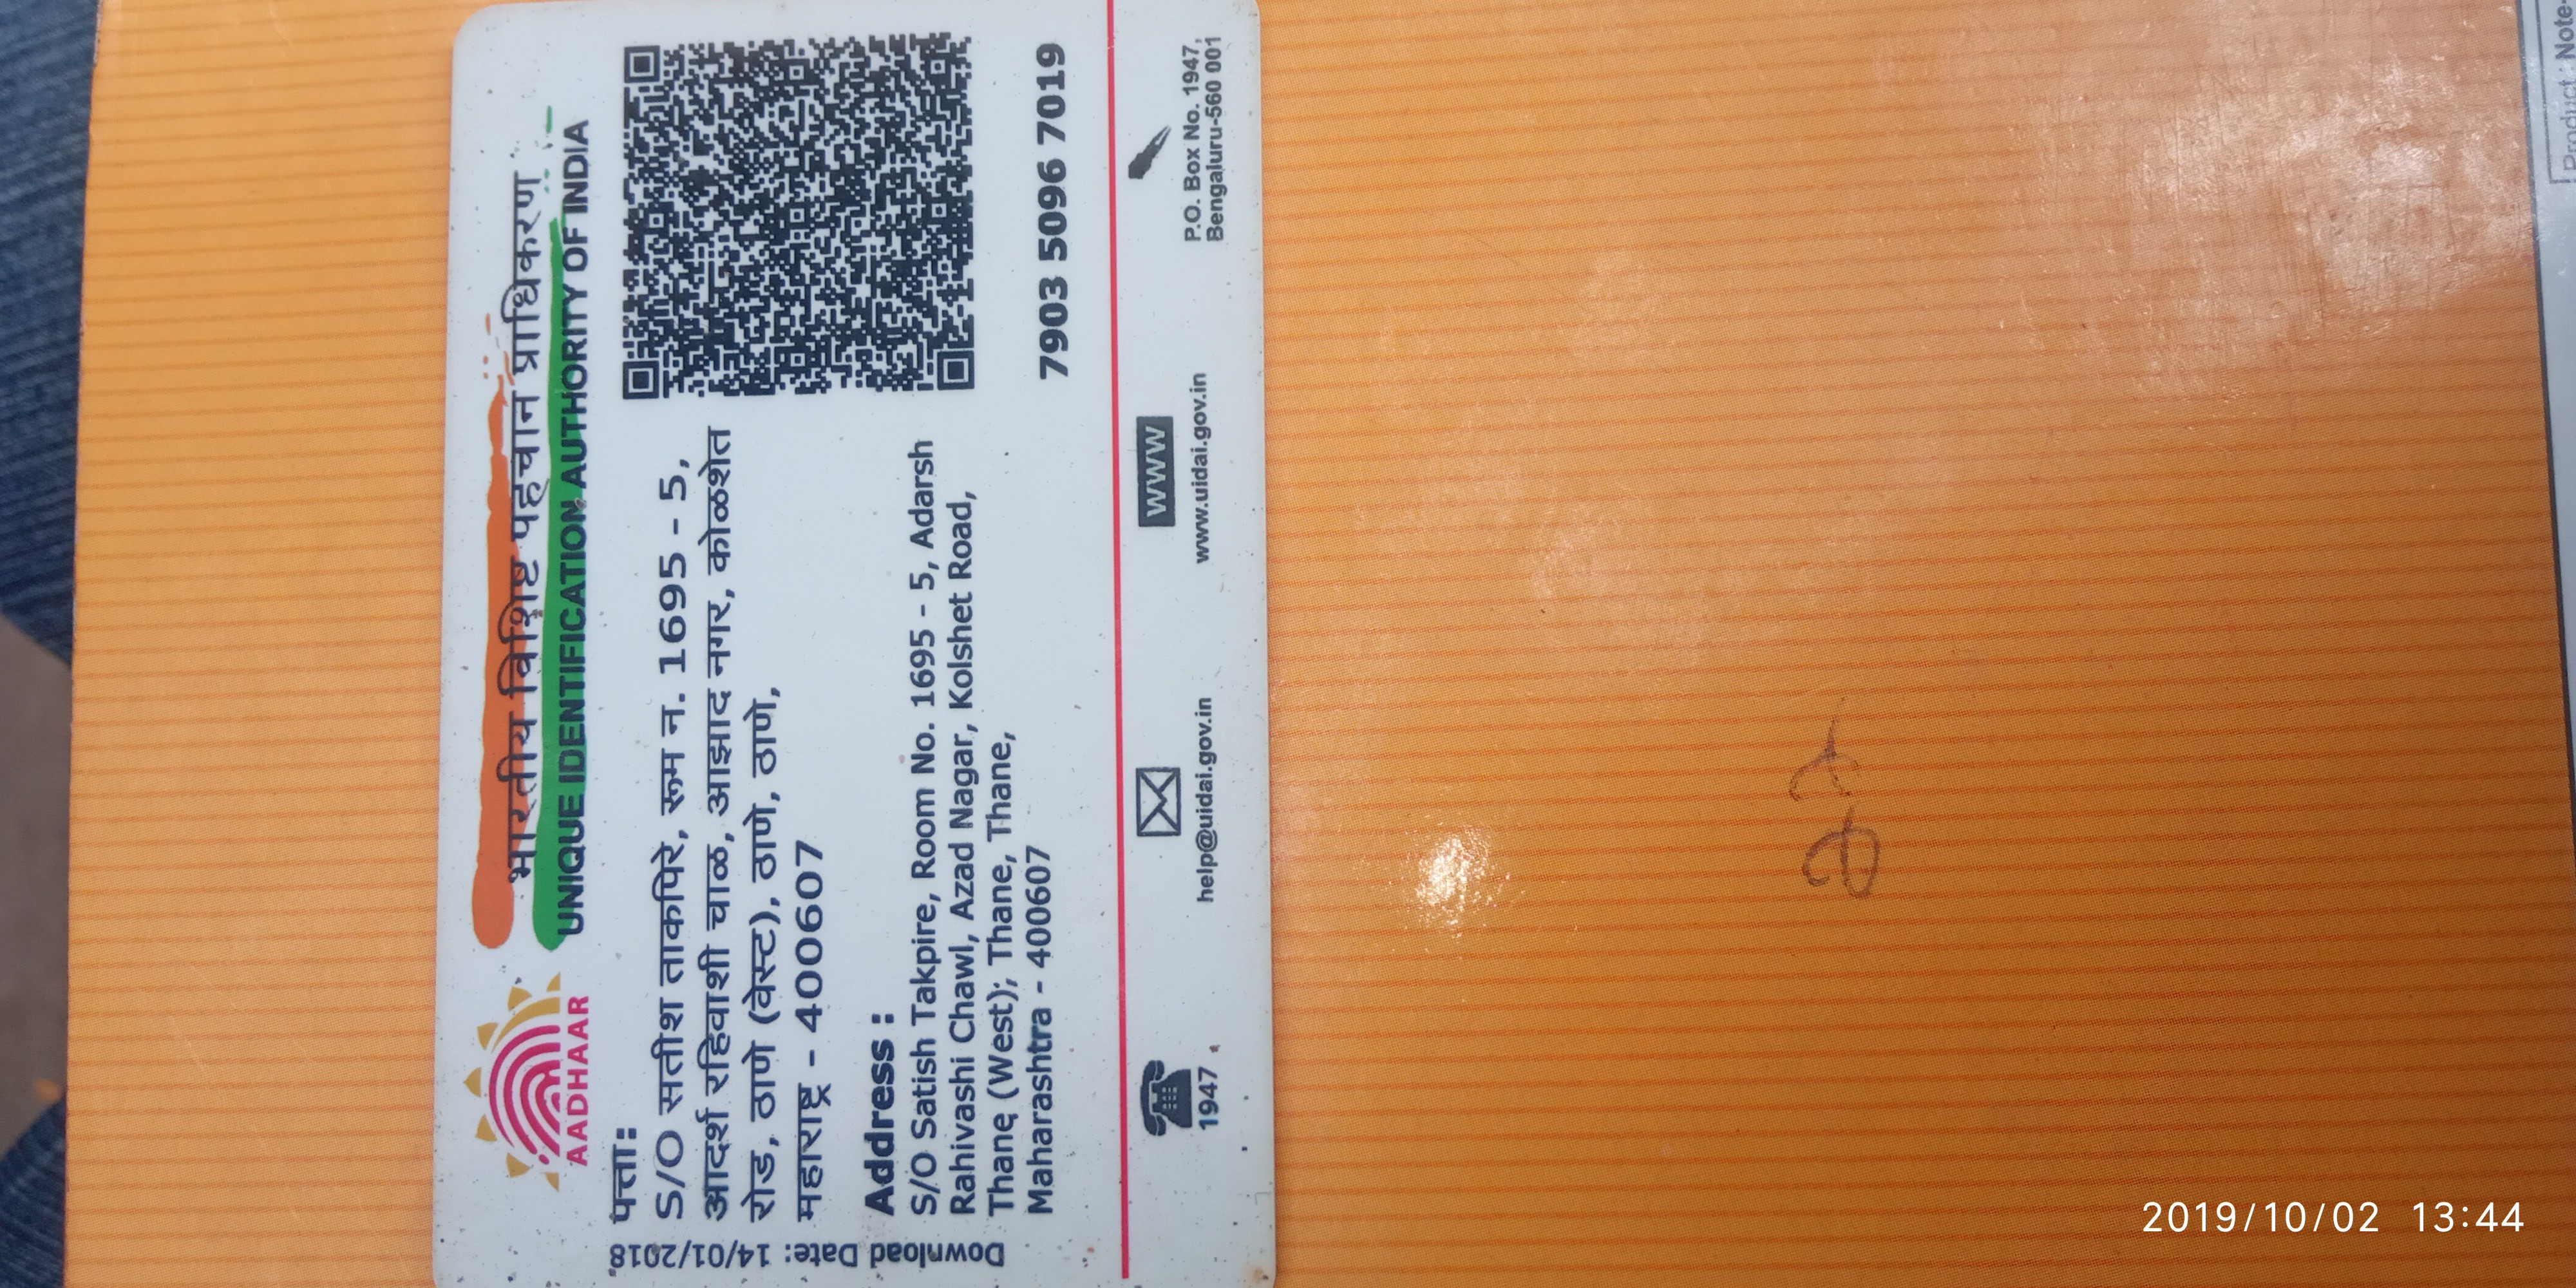 भारतीय विशिष्ट पहचान प्राधिकरण
UNIQUE IDENTIFICATION AUTHORITY OF INDIA
AADHAAR
पत्ता:
S/O सतीश ताकपिरे, रूम न. 1695 - 5,
आदर्श रहिवाशी चाळ, आझाद नगर, कोळशेत
रोड, ठाणे (वेस्ट), ठाणे, ठाणे,
महाराष्ट्र - 400607
Address :
S/O Satish Takpire, Room No. 1695 - 5, Adarsh
Rahivashi Chawl, Azad Nagar, Kolshet Road,
Thane (West), Thane, Thane,
Maharashtra - 400607
Download Date: 14/01/2018
7903 5096 7019
1947
help@uidai.gov.in
WWW
www.uidai.gov.in
P.O. Box No. 1947,
Bengaluru-560 001
Product : Note-
2019/10/02 13:44